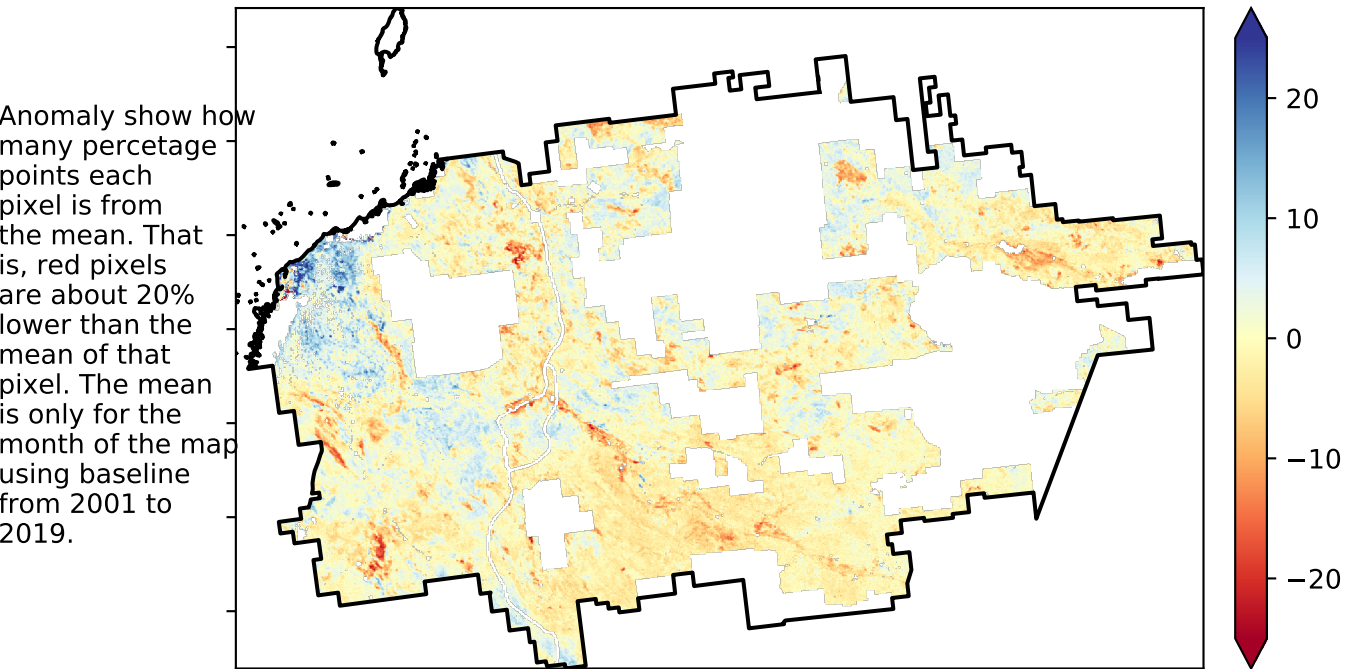 Anomaly show how
many percetage
points each
pixel is from
the mean. That
is, red pixels
are about 20%
lower than the
mean of that
pixel. The mean
is only for the
month of the map
using baseline
from 2001 to
2019.
20
10
0
−10
−20